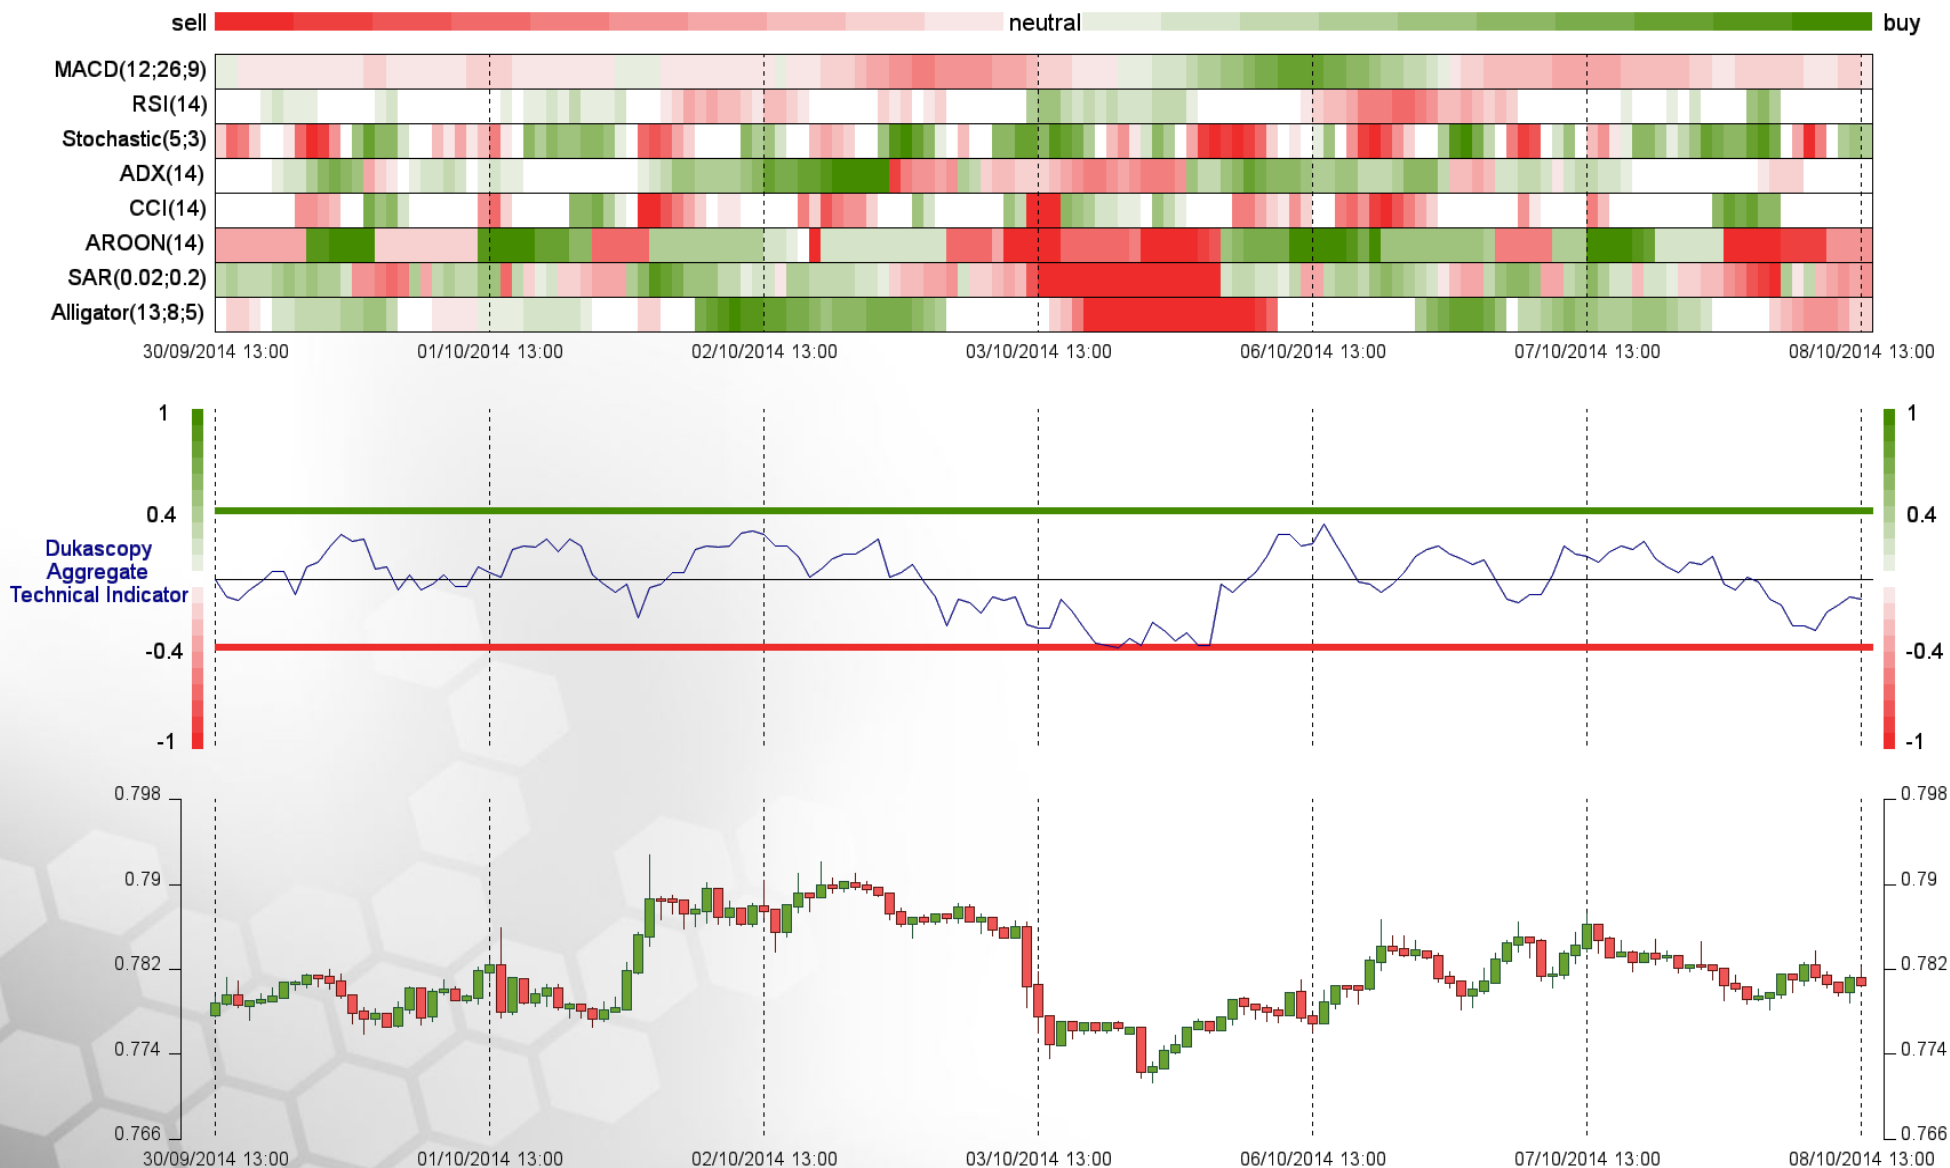 sell neutral buy
MACD(12;26;9)
RSI(14)
Stochastic(5;3)
ADX(14)
CCI(14)
AROON(14)
SAR(0.02;0.2)
Alligator(13;8;5)
30/09/2014 13:00 01/10/2014 13:00 02/10/2014 13:00 03/10/2014 13:00 06/10/2014 13:00 07/10/2014 13:00 08/10/2014 13:00
1 1
0.4 0.4
Dukascopy
Aggregate
Technical Indicator
-0.4 -0.4
-1 -1
0.798 0.798
0.79 0.79
0.782 0.782
0.774 0.774
0.766 0.766
30/09/2014 13:00 01/10/2014 13:00 02/10/2014 13:00 03/10/2014 13:00 06/10/2014 13:00 07/10/2014 13:00 08/10/2014 13:00